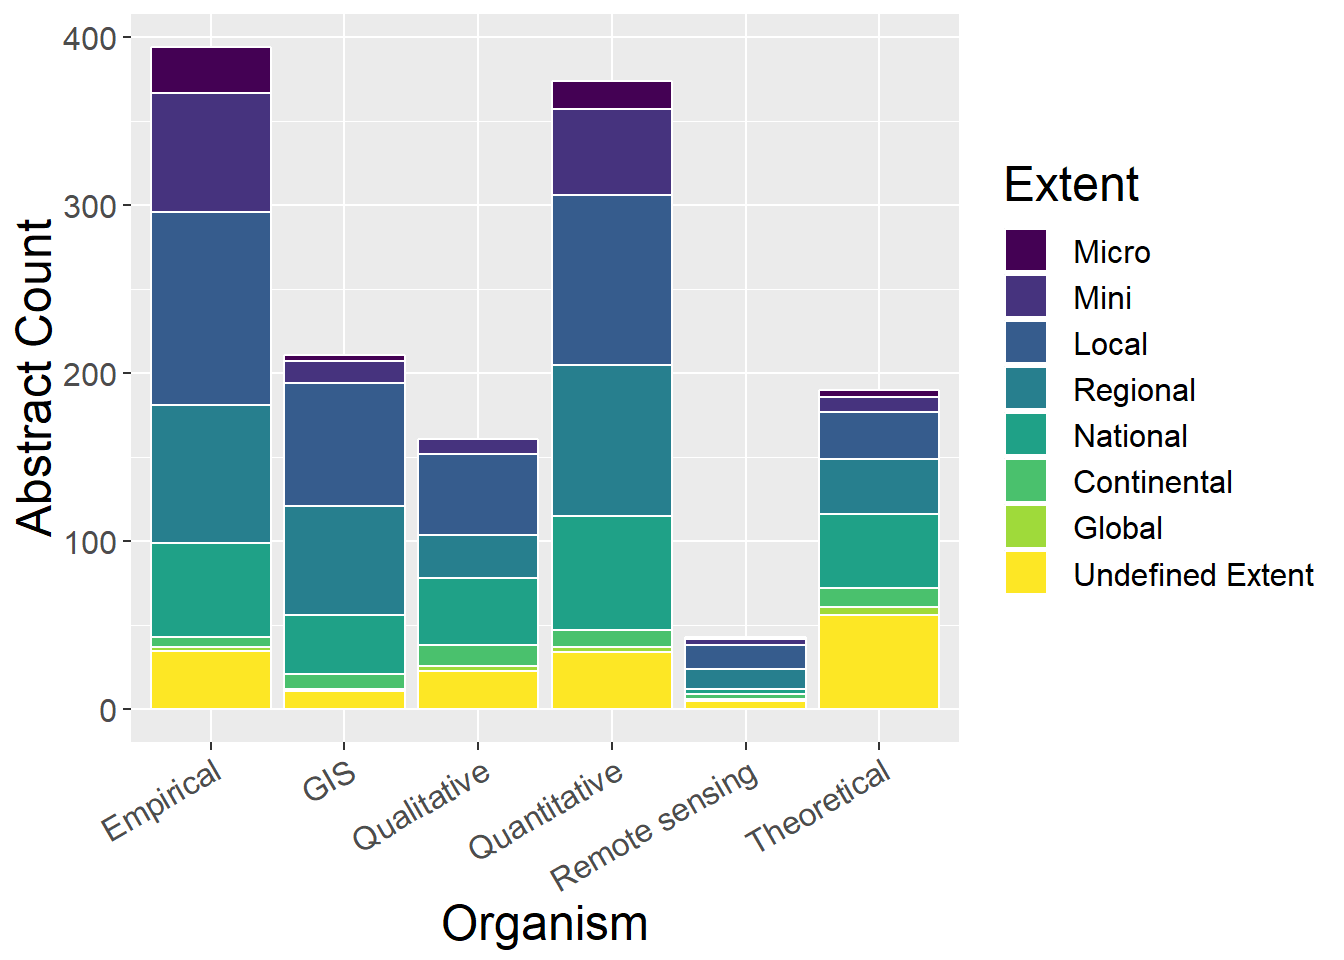 Abstract Count
400
300
200
100
0
Empirical
GIS
Qualitative
Quantitative
Remote sensing
Theoretical
Organism
Extent
Micro
Mini
Local
Regional
National
Continental
Global
Undefined Extent